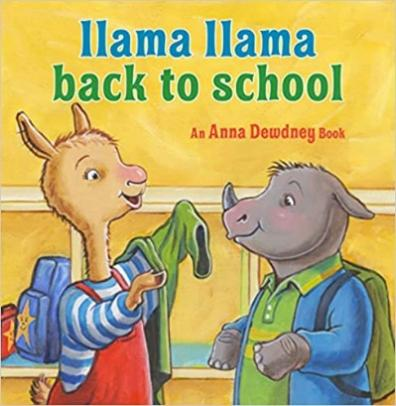 llama llama
back to school
An Anna Dewdney Book